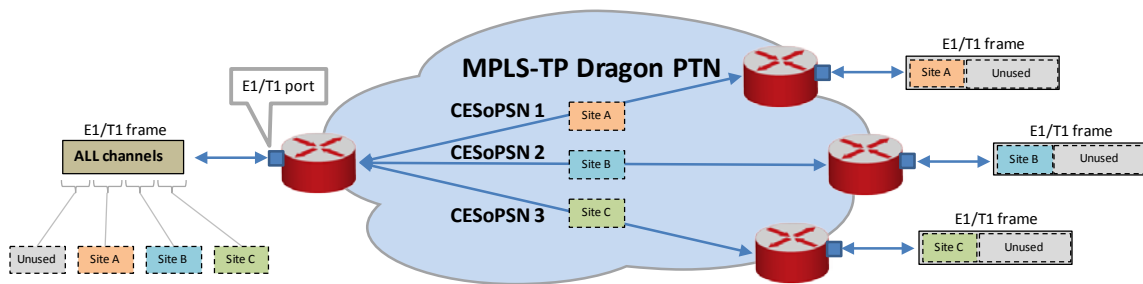 MPLS-TP Dragon PTN
E1/T1 port
E1/T1 frame
ALL channels
Unused
Site A
Site B
Site C
CESoPSN 1
Site A
CESoPSN 2
Site B
CESoPSN 3
Site C
E1/T1 frame
Site A
Unused
E1/T1 frame
Site B
Unused
E1/T1 frame
Site C
Unused